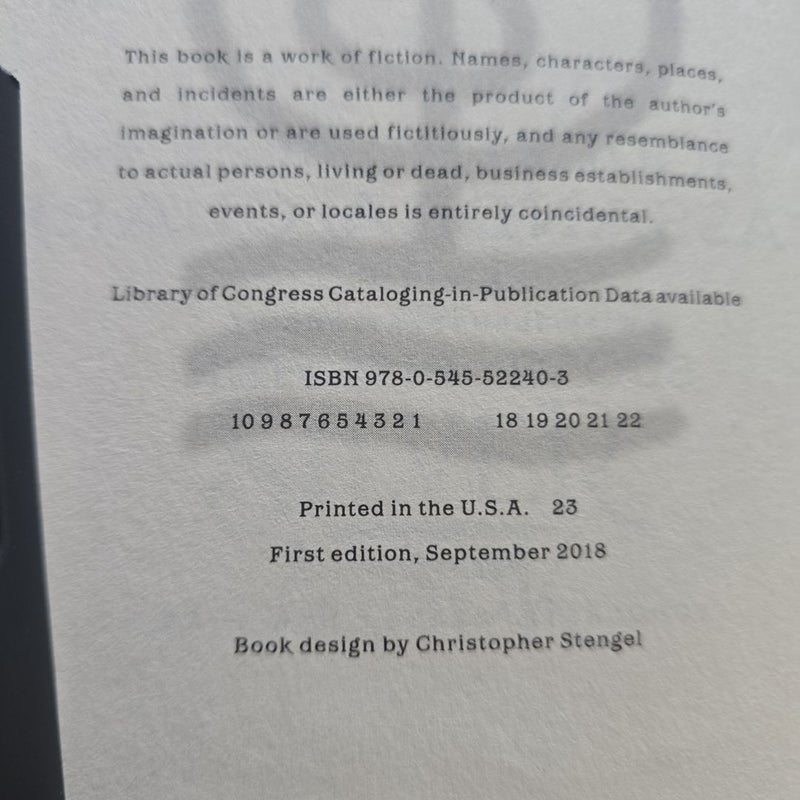 This book is a work of fiction. Names, characters, places,
and incidents are either the product of the author's
imagination or are used fictitiously, and any resemblance
to actual persons, living or dead, business establishments,
events, or locales is entirely coincidental.
Library of Congress Cataloging-in-Publication Data available
ISBN 978-0-545-52240-3
10 9 8 7 6 5 4 3 2 1 18 19 20 21 22
Printed in the U.S.A. 23
First edition, September 2018
Book design by Christopher Stengel